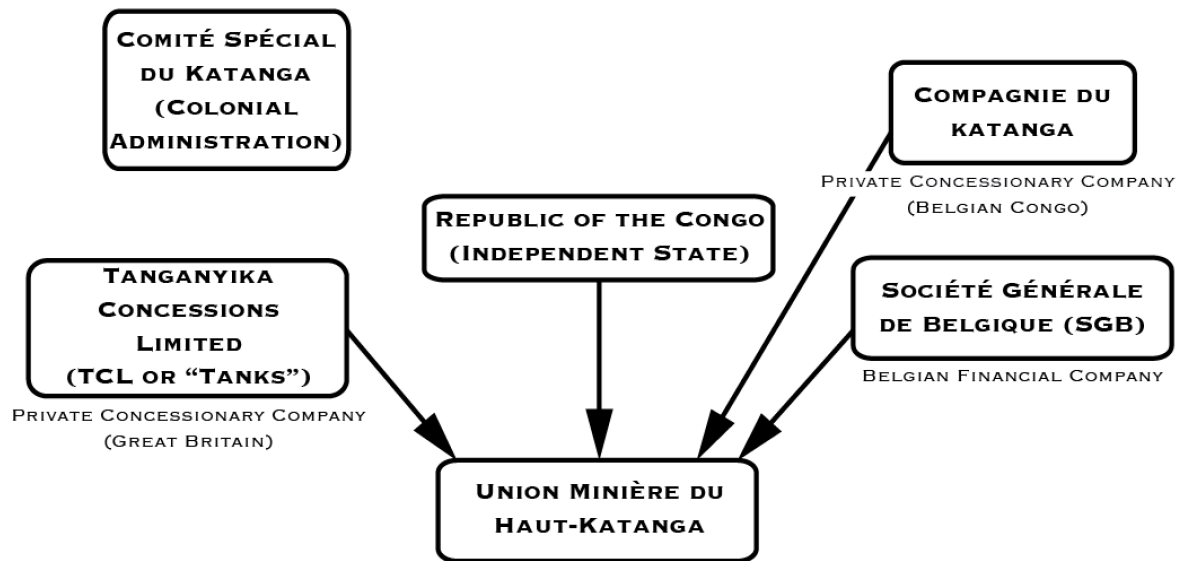 Comité Spécial
du Katanga
(Colonial
Administration)
Compagnie du
Katanga
Private Concessionary Company
(Belgian Congo)
Republic of the Congo
(Independent State)
Tanganyika
Concessions
Limited
(TCL or “Tanks”)
Private Concessionary Company
(Great Britain)
Société Générale
de Belgique (SGB)
Belgian Financial Company
Union Minière du
Haut-Katanga